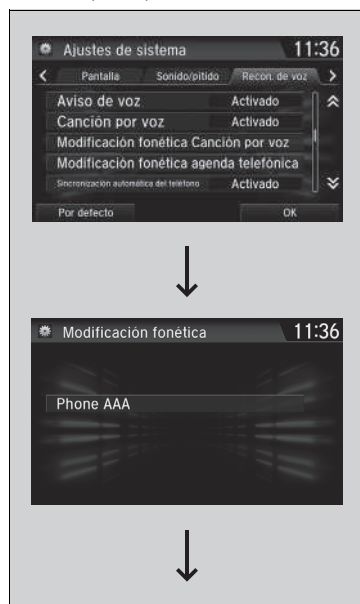 Ajustes de sistema 11:36
Pantalla Sonido/pitido Recon. de voz
Aviso de voz Activado
Canción por voz Activado
Modificación fonética Canción por voz
Modificación fonética agenda telefónica
Sincronización automática del teléfono Activado
Por defecto OK
Modificación fonética 11:36
Phone AAA